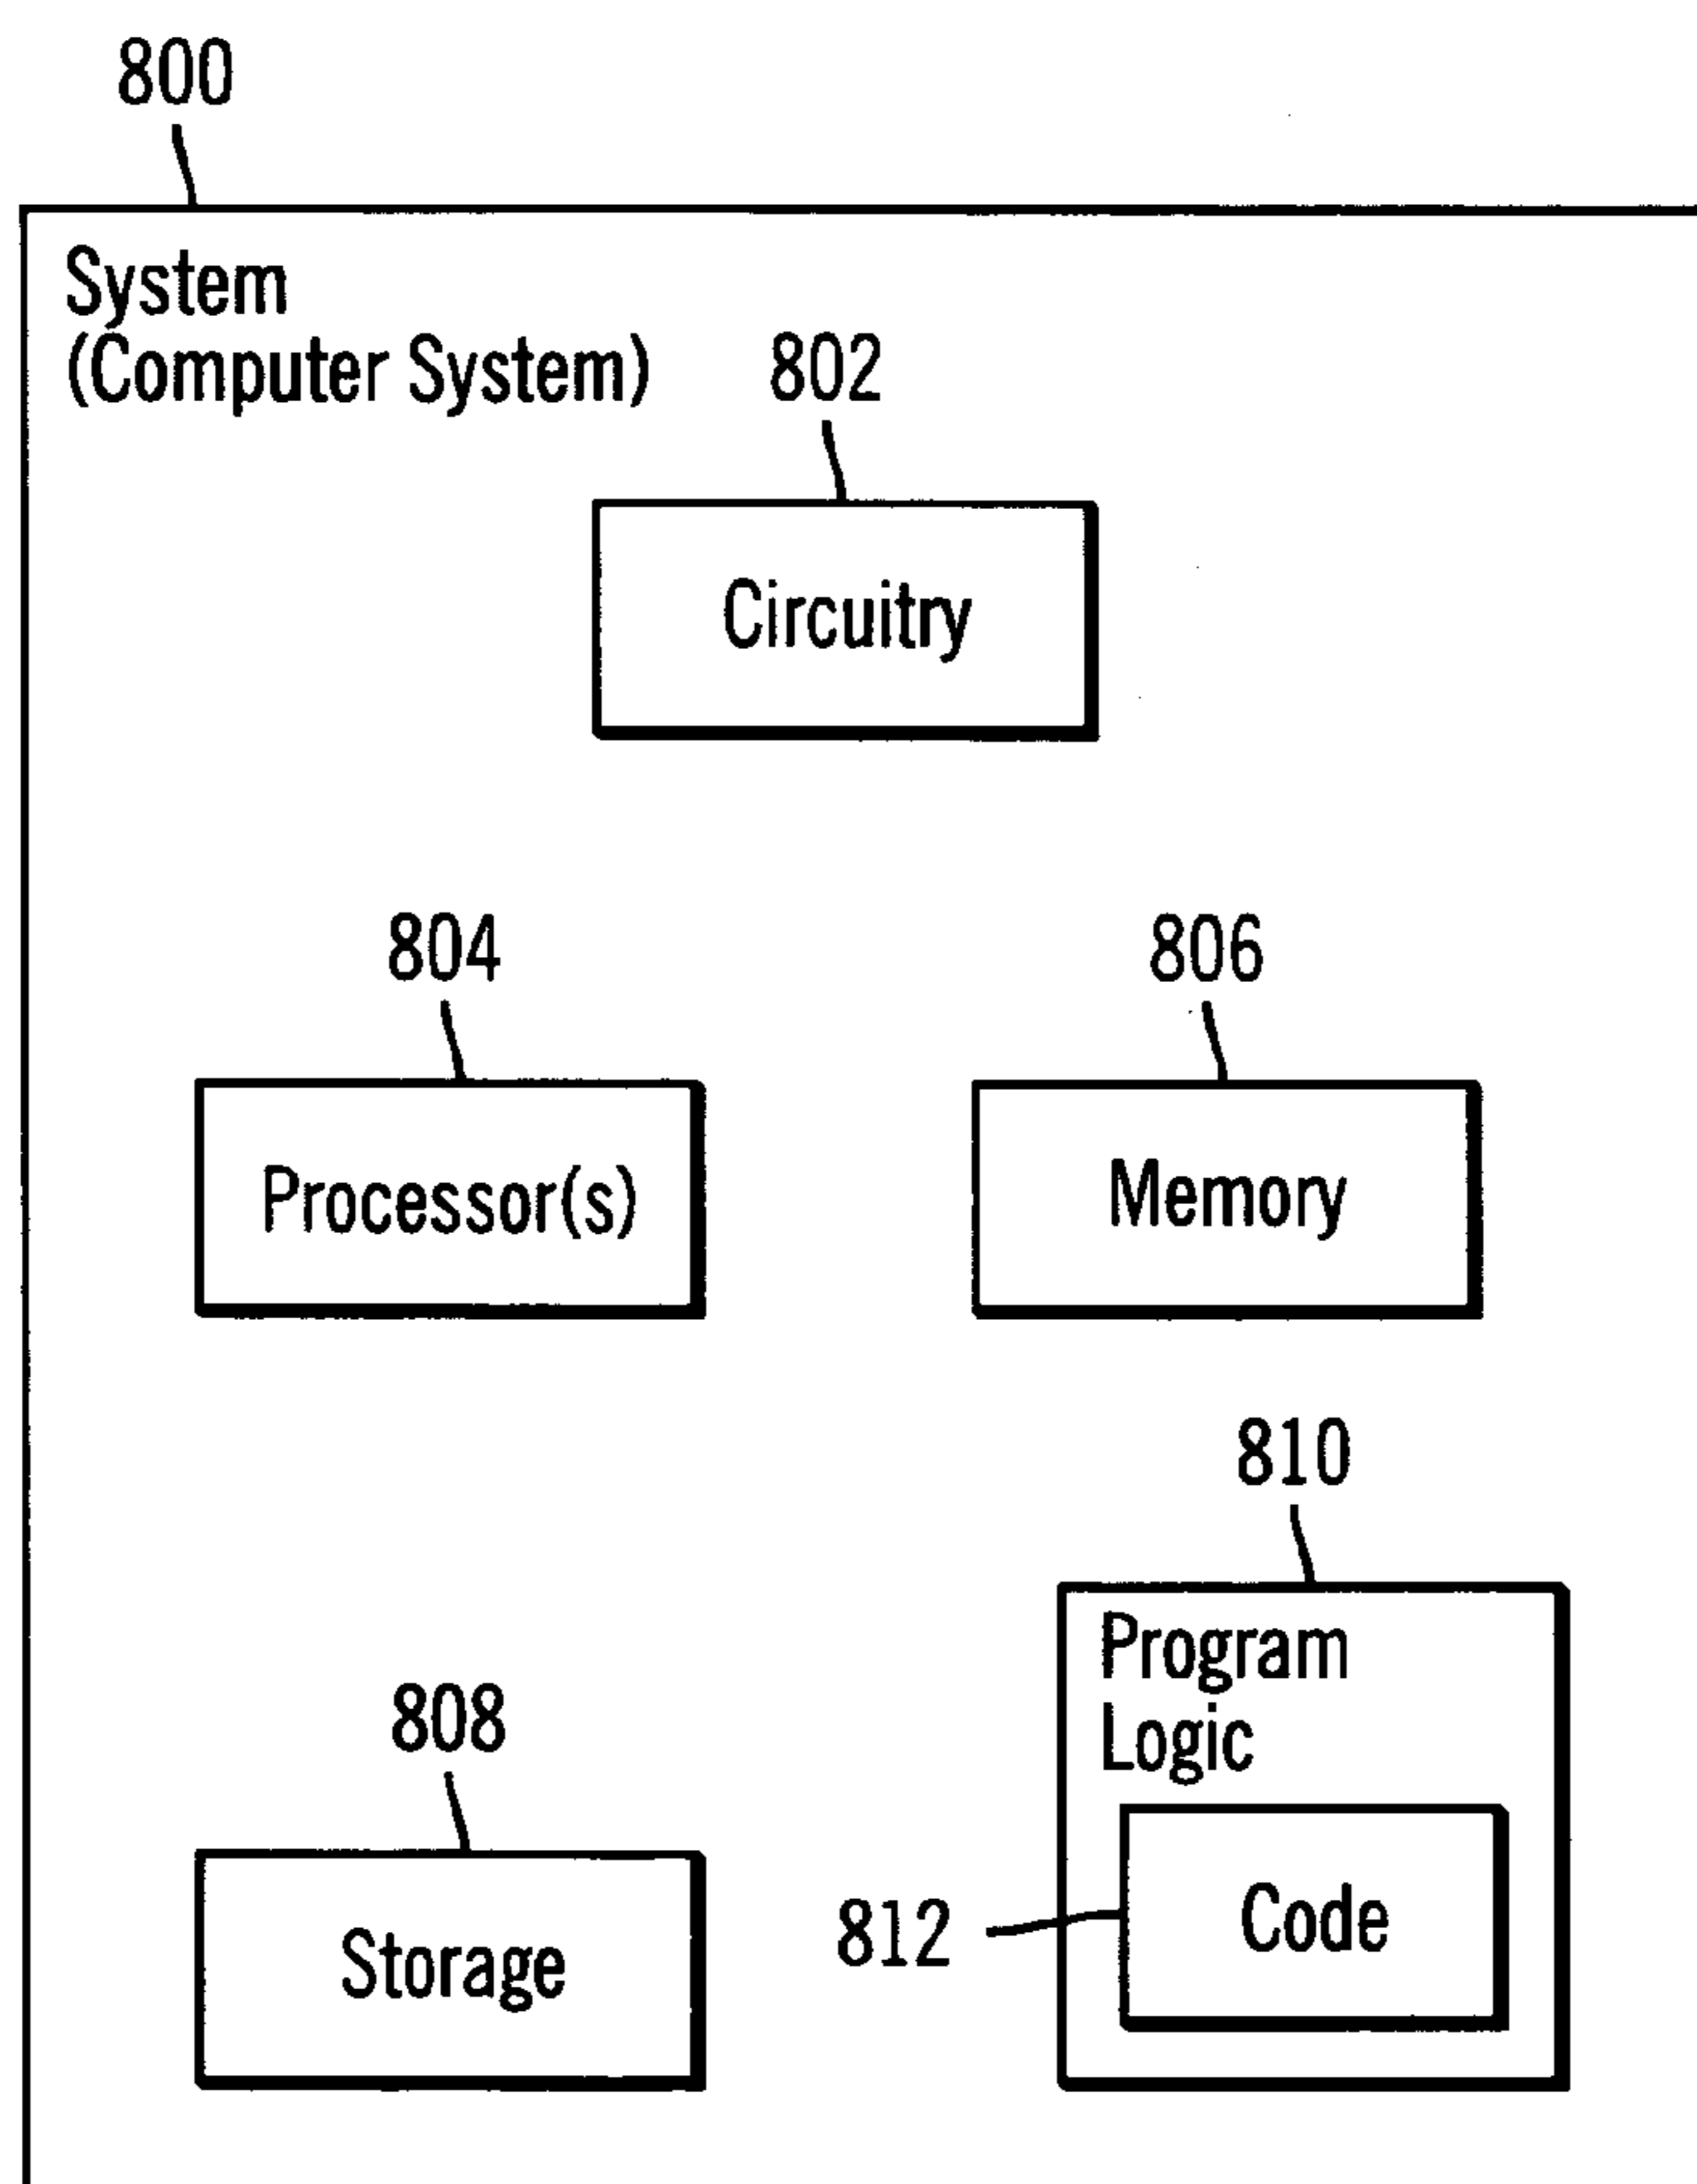 800
System
(Computer System)
802
Circuitry
804
806
Processor(s)
Memory
810
Program
Logic
808
812
Code
Storage